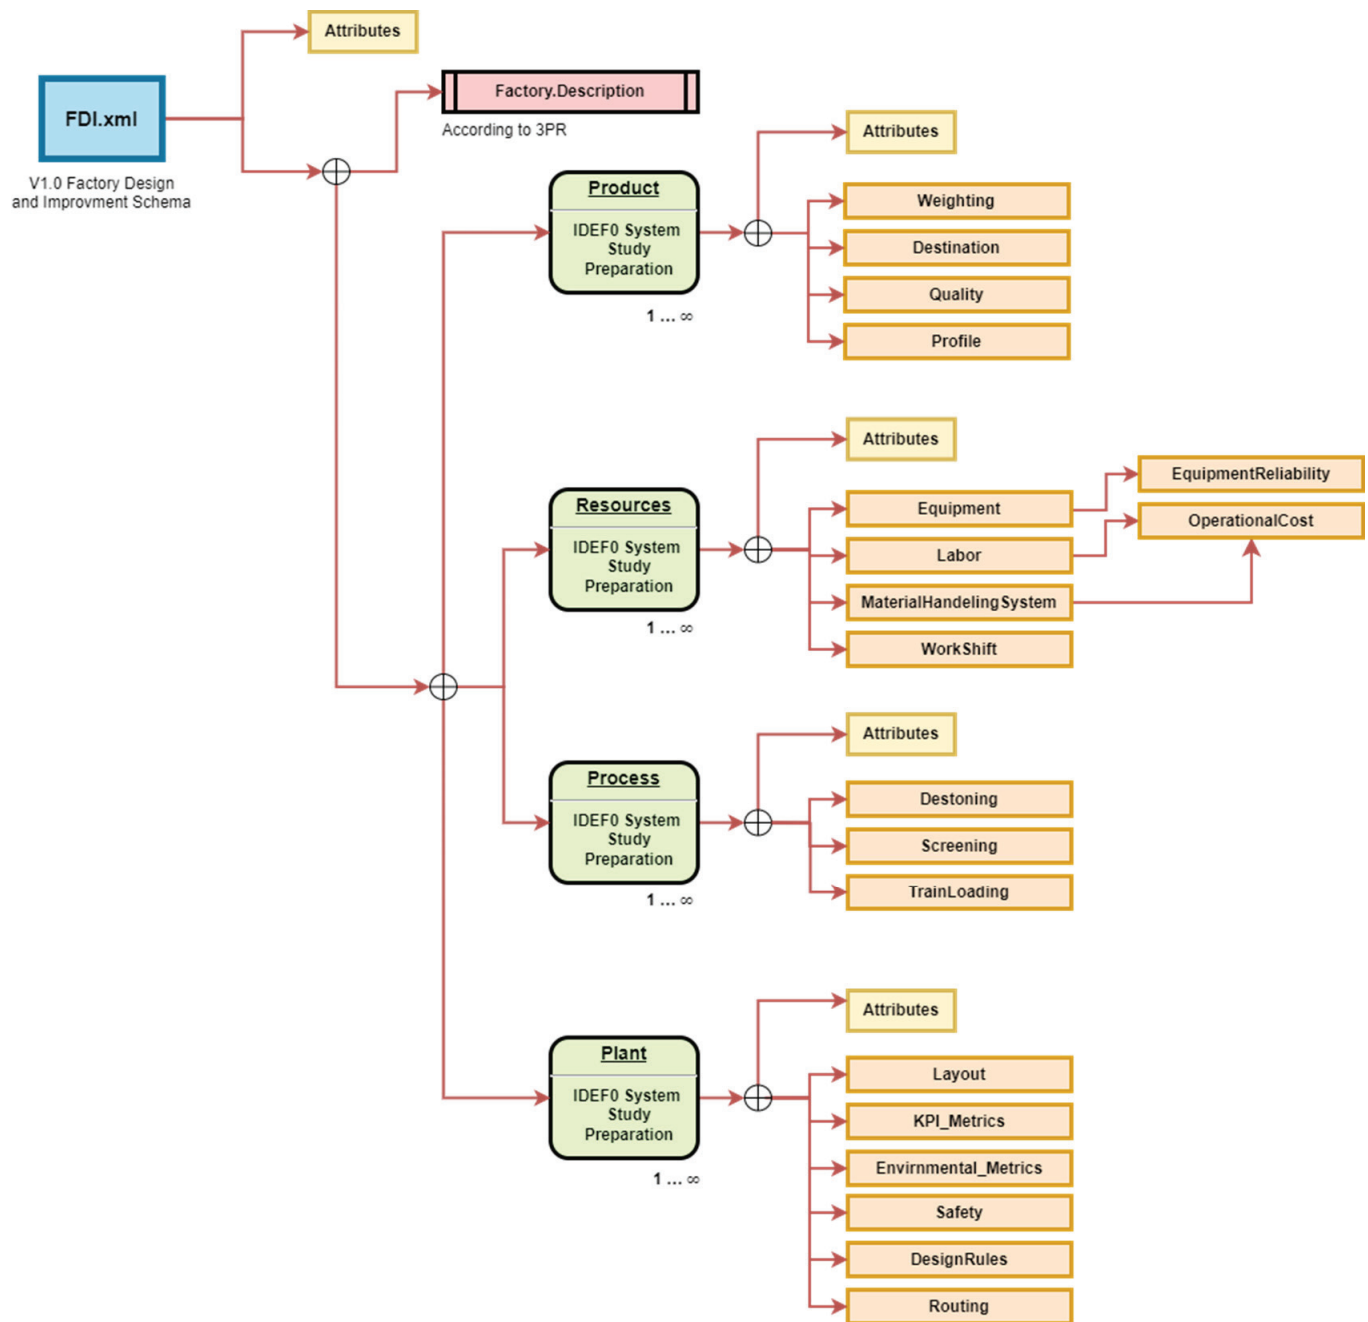 Attributes
FDI.xml
V1.0 Factory Design
and Improvment Schema
Factory.Description
According to 3PR
Product
IDEF0 System
Study
Preparation
1 ... ∞
Attributes
Weighting
Destination
Quality
Profile
Resources
IDEF0 System
Study
Preparation
1 ... ∞
Attributes
Equipment
Labor
MaterialHandelingSystem
WorkShift
EquipmentReliability
OperationalCost
Process
IDEF0 System
Study
Preparation
1 ... ∞
Attributes
Destoning
Screening
TrainLoading
Plant
IDEF0 System
Study
Preparation
1 ... ∞
Attributes
Layout
KPI_Metrics
Envirnmental_Metrics
Safety
DesignRules
Routing